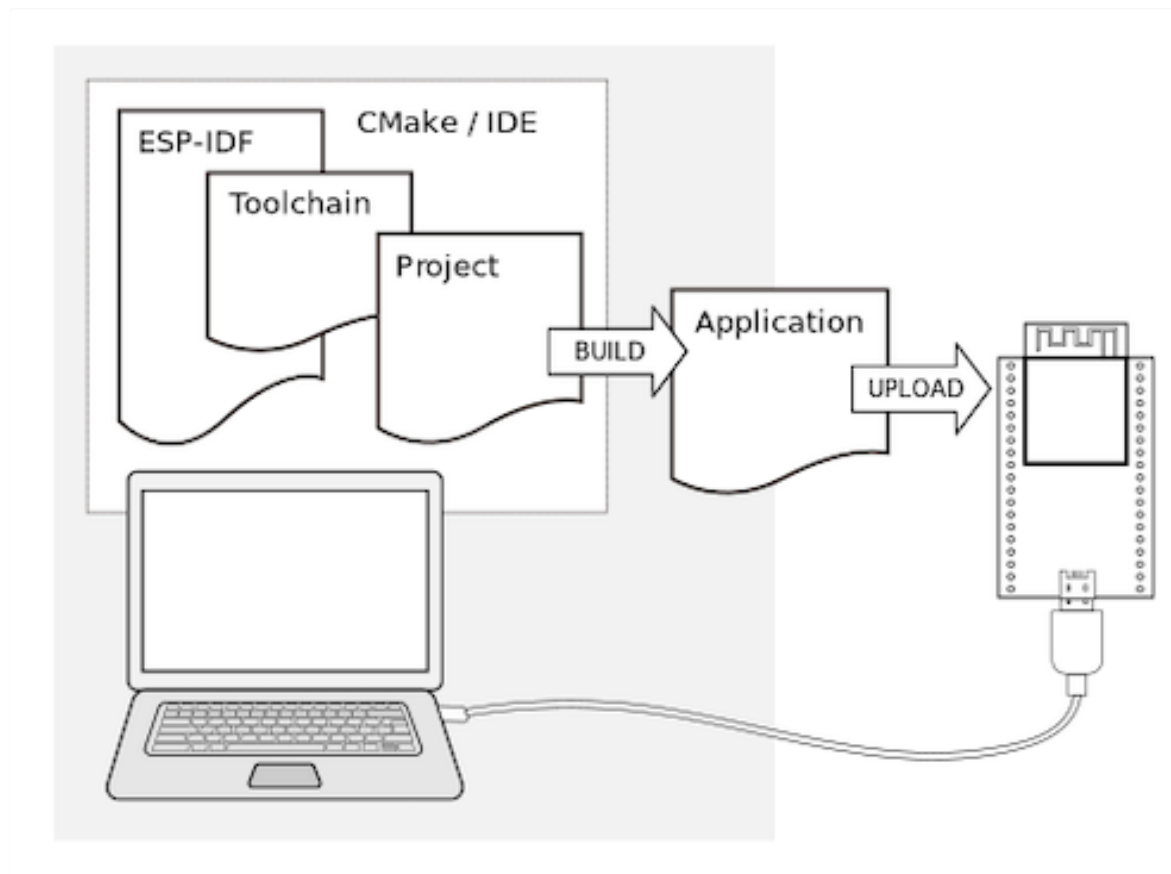 ESP-IDF
CMake / IDE
Toolchain
Project
BUILD
Application
UPLOAD